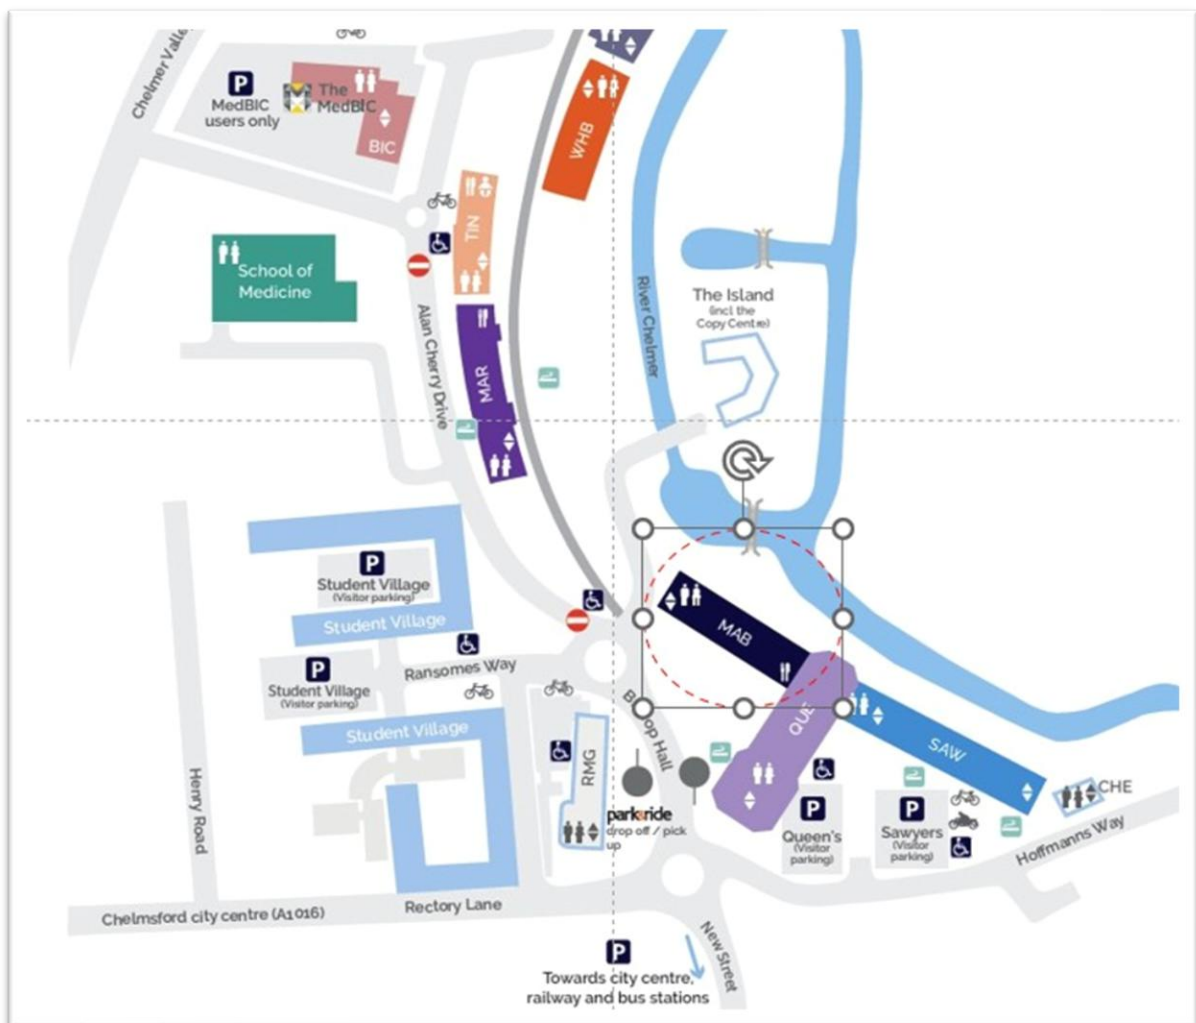 Chelmer Valle
P
MedBIC
users only
The
MedBIC
BIC
WHB
TIN
School of
Medicine
Alan Cherry Drive
MAR
River Chelmer
The Island
(incl the
Copy Centre)
P
Student Village
(Visitor parking)
Student Village
P
Student Village
(Visitor parking)
Ransomes Way
Student Village
MAB
QUE
SAW
CHE
Henry Road
RMG
op Hall
park&ride
drop off / pick
up
P
Queen's
(Visitor
parking)
P
Sawyers
(Visitor
parking)
Hoffmanns Way
Chelmsford city centre (A1016)
Rectory Lane
New Street
P
Towards city centre,
railway and bus stations